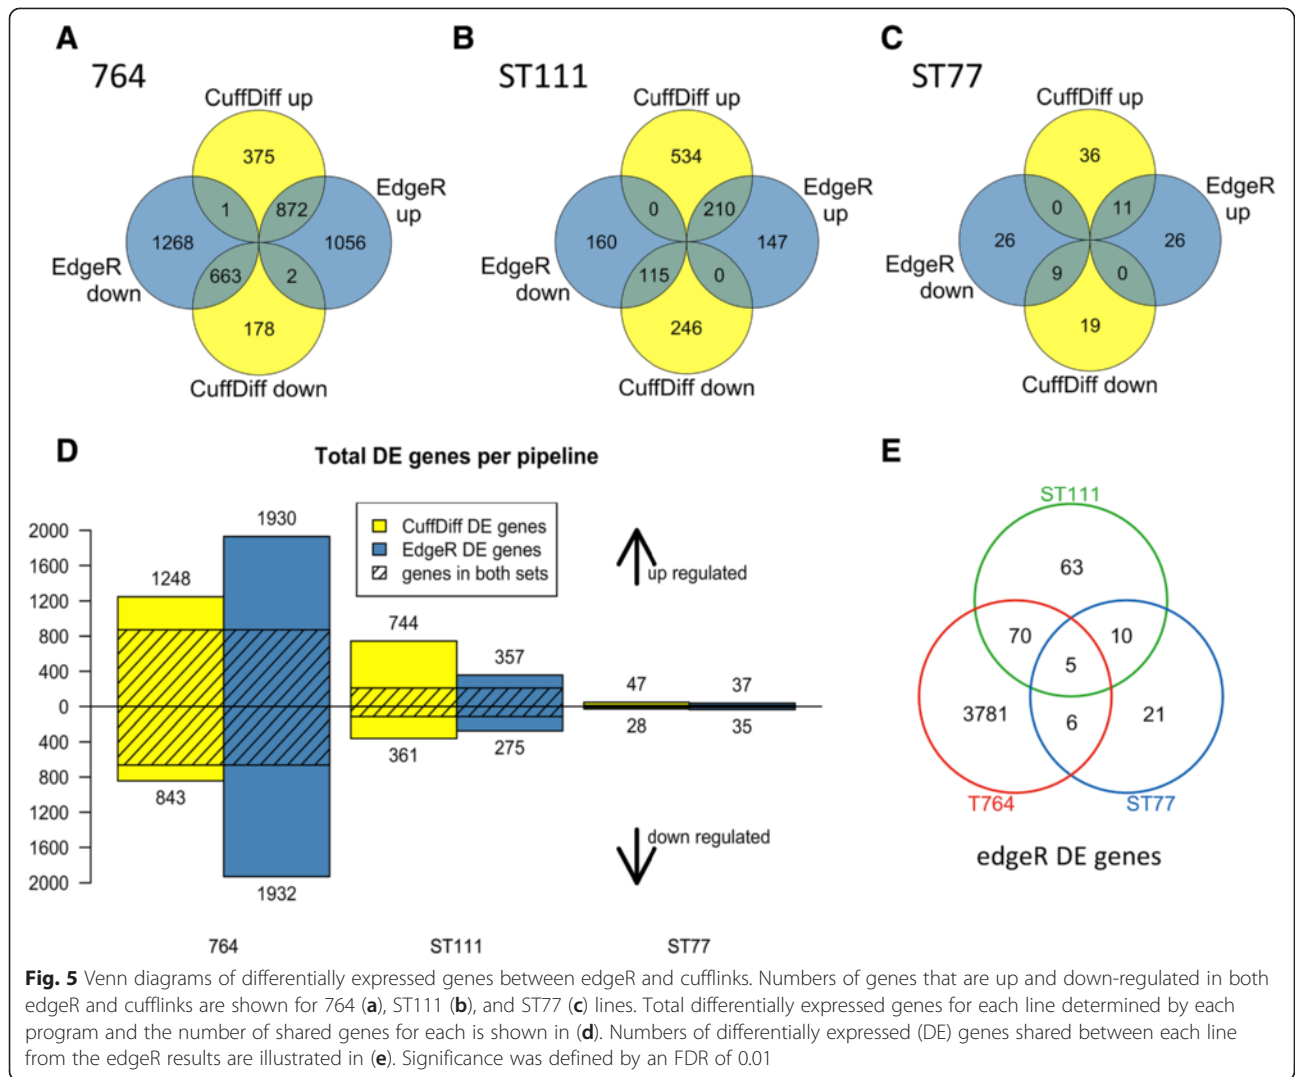 A
764
CuffDiff up
375
EdgeR
up
1
872
1268
1056
EdgeR
down
663
2
178
CuffDiff down
B
ST111
CuffDiff up
534
EdgeR
up
0
210
160
147
EdgeR
down
115
0
246
CuffDiff down
C
ST77
CuffDiff up
36
EdgeR
up
0
11
26
26
EdgeR
down
9
0
19
CuffDiff down
D
Total DE genes per pipeline
CuffDiff DE genes
EdgeR DE genes
genes in both sets
up regulated
down regulated
2000
1600
1200
800
400
0
400
800
1200
1600
2000
1248
1930
843
1932
744
357
361
275
47
37
28
35
764
ST111
ST77
E
ST111
63
70
10
5
3781
6
21
T764
ST77
edgeR DE genes
Fig. 5 Venn diagrams of differentially expressed genes between edgeR and cufflinks. Numbers of genes that are up and down-regulated in both
edgeR and cufflinks are shown for 764 (a), ST111 (b), and ST77 (c) lines. Total differentially expressed genes for each line determined by each
program and the number of shared genes for each is shown in (d). Numbers of differentially expressed (DE) genes shared between each line
from the edgeR results are illustrated in (e). Significance was defined by an FDR of 0.01